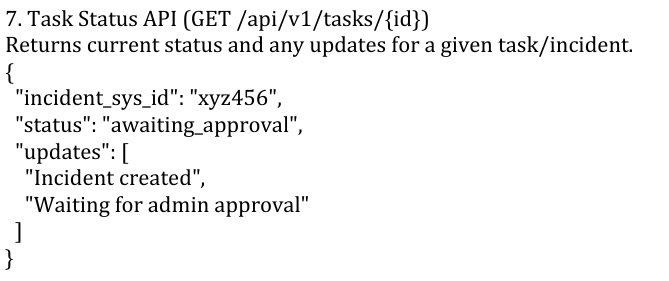 7. Task Status API (GET /api/v1/tasks/{id})
Returns current status and any updates for a given task/incident.
{
  "incident_sys_id": "xyz456",
  "status": "awaiting_approval",
  "updates": [
    "Incident created",
    "Waiting for admin approval"
  ]
}